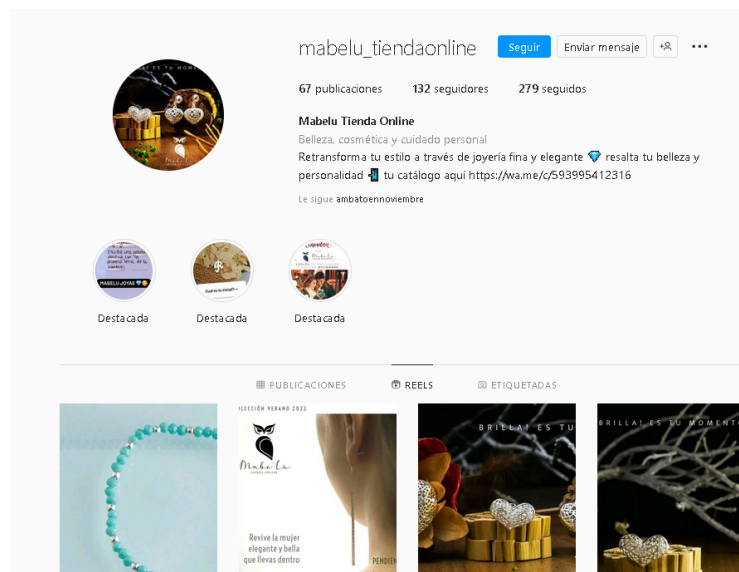 mabelu_tiendaonline Seguir Enviar mensaje
67 publicaciones 132 seguidores 279 seguidos
Mabelu Tienda Online
Belleza, cosmética y cuidado personal
Retransforma tu estilo a través de joyería fina y elegante 💎 resalta tu belleza y
personalidad 📲 tu catálogo aquí https://wa.me/c/593995412316
Le sigue ambatoennoviembre
MABELU JOYAS 💎
Destacada Destacada Destacada
PUBLICACIONES REELS ETIQUETADAS
LECCIÓN VERANO 2022
Mabe Lú
Revive la mujer
elegante y bella
que llevas dentro
PENDIEN
BRILLA! ES TU
BRILLA! ES TU MOMENTO